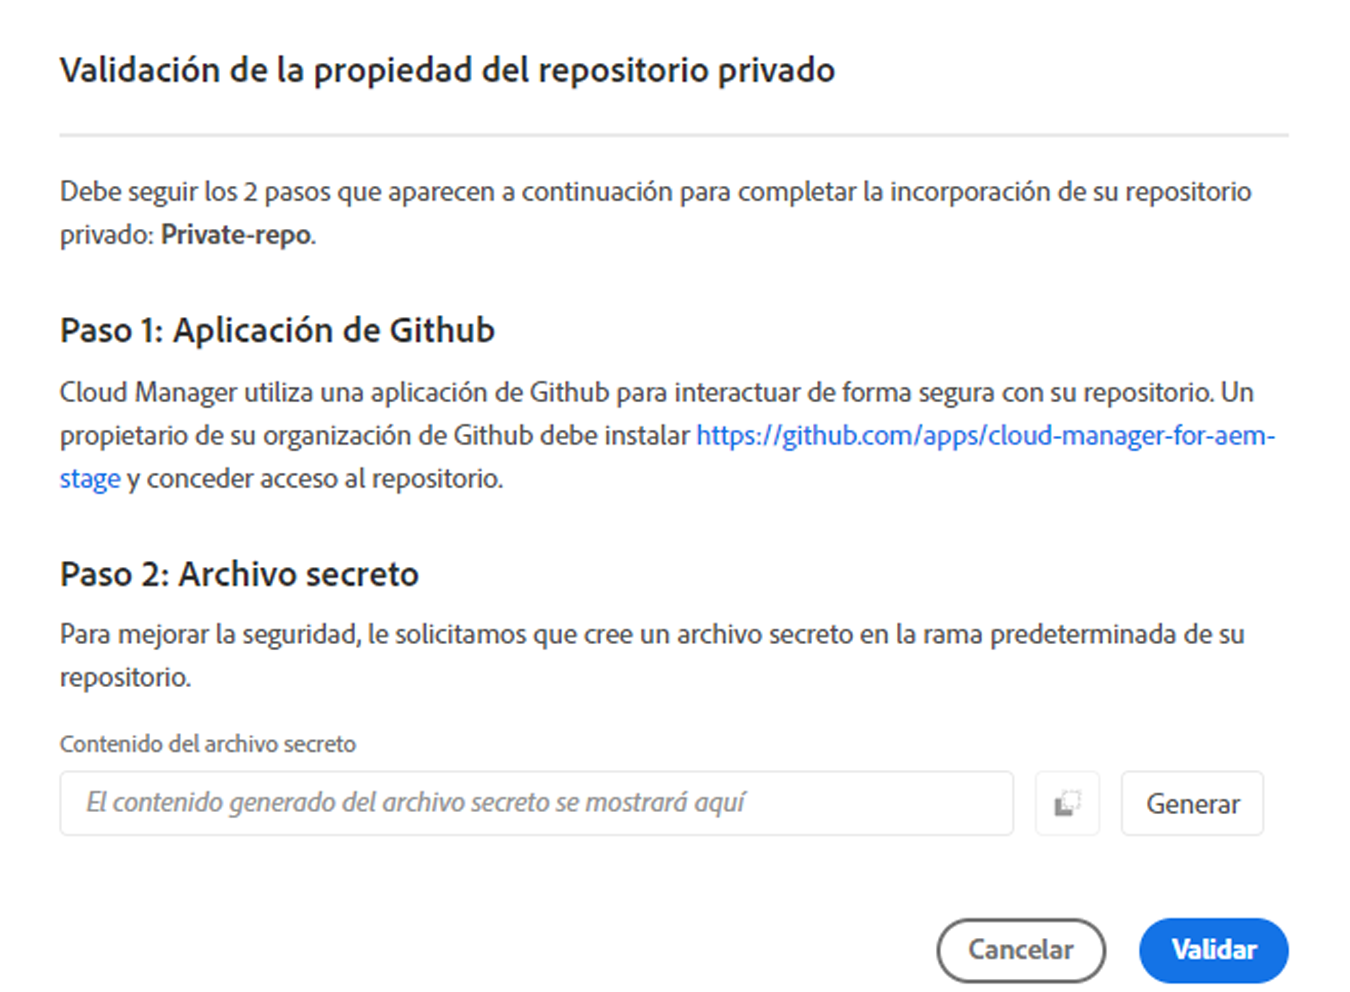 Validación de la propiedad del repositorio privado
Debe seguir los 2 pasos que aparecen a continuación para completar la incorporación de su repositorio
privado: Private-repo.
Paso 1: Aplicación de Github
Cloud Manager utiliza una aplicación de Github para interactuar de forma segura con su repositorio. Un
propietario de su organización de Github debe instalar https://github.com/apps/cloud-manager-for-aem-
stage y conceder acceso al repositorio.
Paso 2: Archivo secreto
Para mejorar la seguridad, le solicitamos que cree un archivo secreto en la rama predeterminada de su
repositorio.
Contenido del archivo secreto
El contenido generado del archivo secreto se mostrará aquí
Generar
Cancelar
Validar